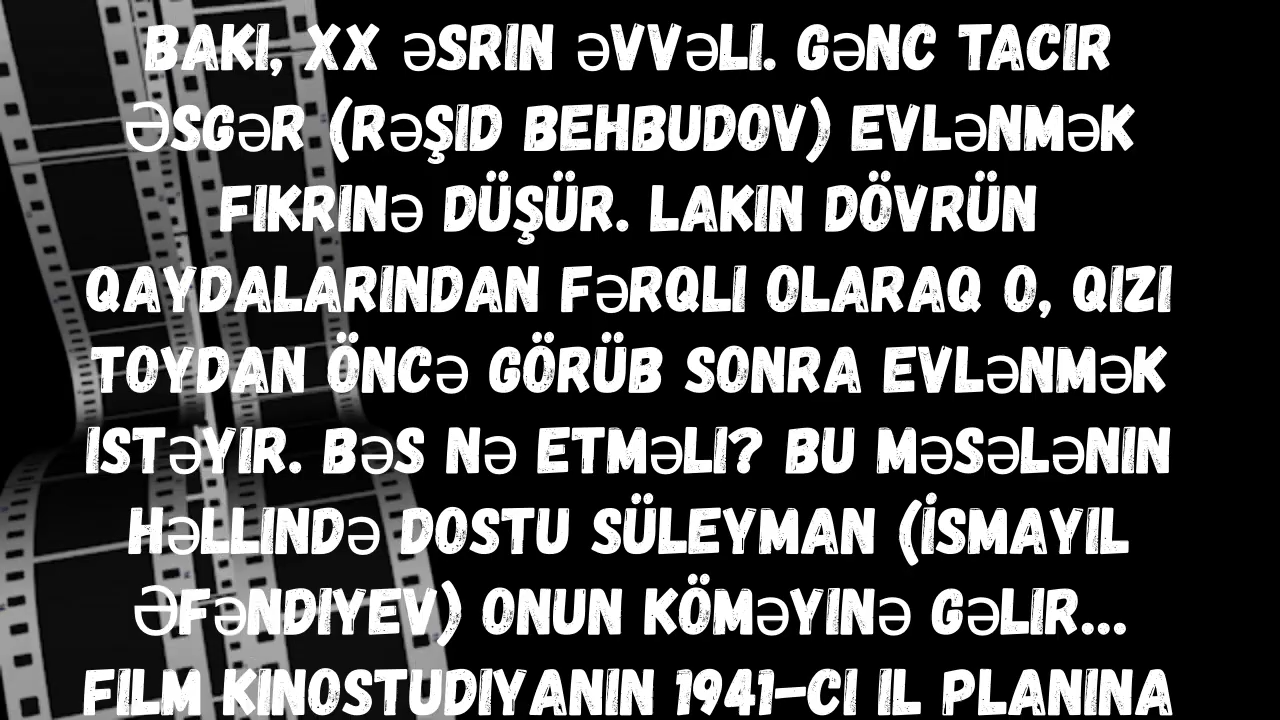 BAKI, XX ƏSRIN ƏVVƏLI. GƏNC TACIR
ƏSGƏR (RƏŞID BEHBUDOV) EVLƏNMƏK
FIKRINƏ DÜŞÜR. LAKIN DÖVRÜN
QAYDALARINDAN FƏRQLI OLARAQ O, QIZI
TOYDAN ÖNCƏ GÖRÜB SONRA EVLƏNMƏK
ISTƏYIR. BƏS NƏ ETMƏLI? BU MƏSƏLƏNIN
HƏLLINDƏ DOSTU SÜLEYMAN (İSMAYIL
ƏFƏNDIYEV) ONUN KÖMƏYINƏ GƏLIR...
FILM KINOSTUDIYANIN 1941-CI IL PLANINA